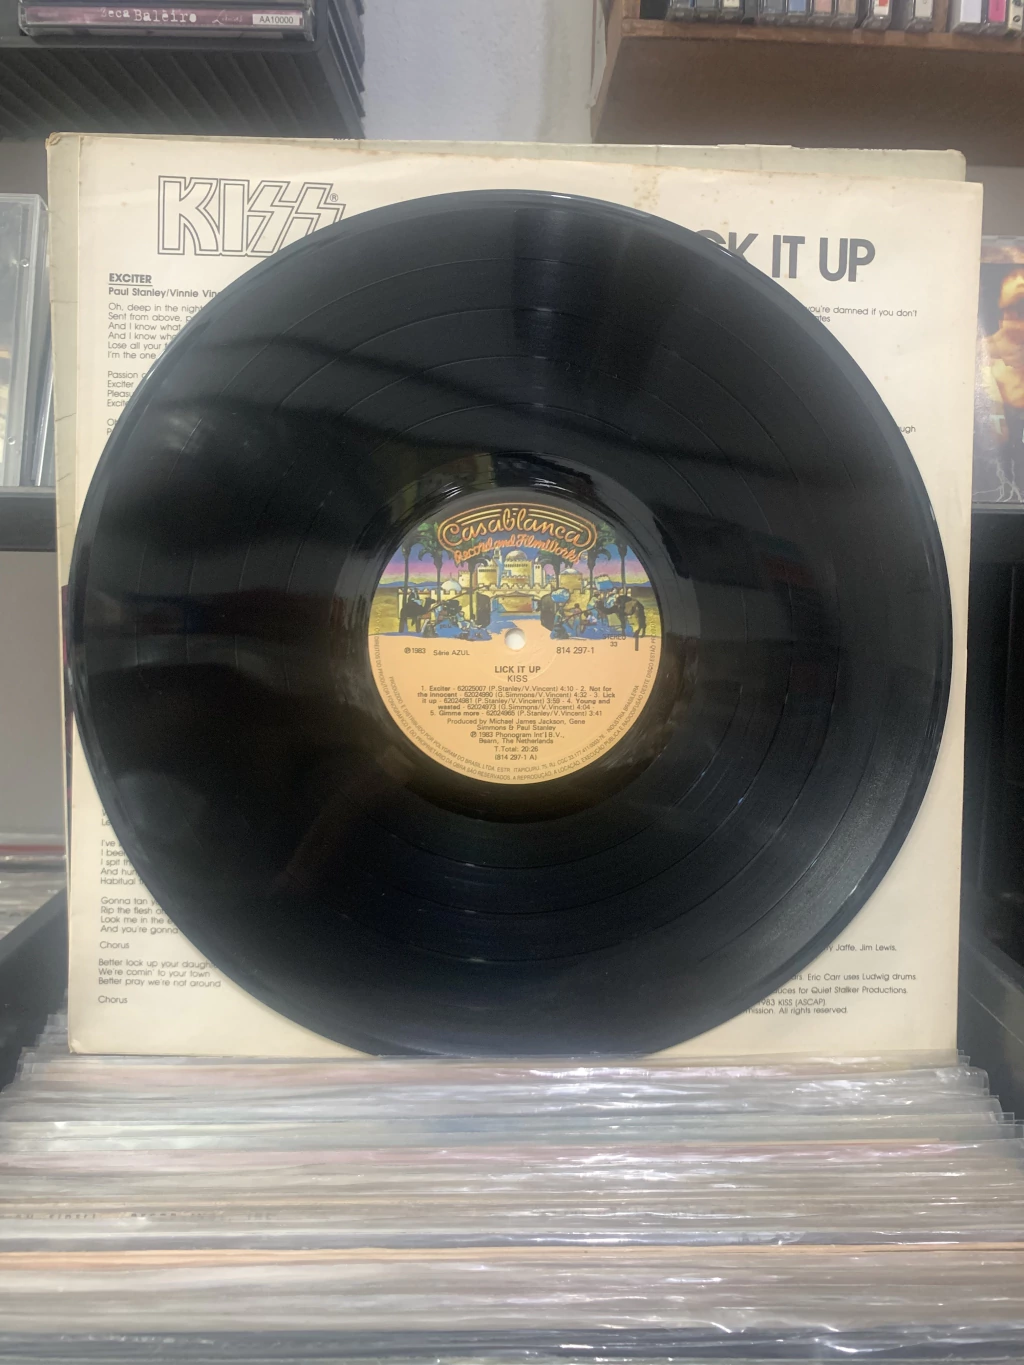 Zeca Baleiro
AA10000
KISS®
CK IT UP
EXCITER
Paul Stanley/Vinnie Vin
Oh, deep in the night
Sent from above,
And I know what
And I know
Lose all your
I'm the one
Passion
Exciter
Pleas
Excit
you're damned if you don't
ugh
Casablanca
Record and FilmWorks
STEREO
33
1
℗1983 Série AZUL 814 297-1
LICK IT UP
KISS
1. Exciter - 62025007 (P.Stanley/V.Vincent) 4:10 - 2. Not for
the innocent - 62024990 (G.Simmons/V.Vincent) 4:32 - 3. Lick
it up - 62024981 (P.Stanley/V.Vincent) 3:59 - 4. Young and
wasted - 62024973 (G.Simmons/V.Vincent) 4:04
5. Gimme more - 62024965 (P.Stanley/V.Vincent) 3:41
Produced by Michael James Jackson, Gene
Simmons & Paul Stanley
℗ 1983 Phonogram Int'l B.V.,
Baarn, The Netherlands
T.Total: 20:26
(814 297-1 A)
I've
I bee
I spit
And hun
Habitual
Gonna tan
Rip the flesh
Look me in the
And you're gonna
Chorus
Better lock up your daugh
We're comin' to your town
Better pray we're not around
Chorus
y Jaffe, Jim Lewis,
rs. Eric Carr uses Ludwig drums.
uces for Quiet Stalker Productions.
1983 KISS (ASCAP)
mission. All rights reserved.